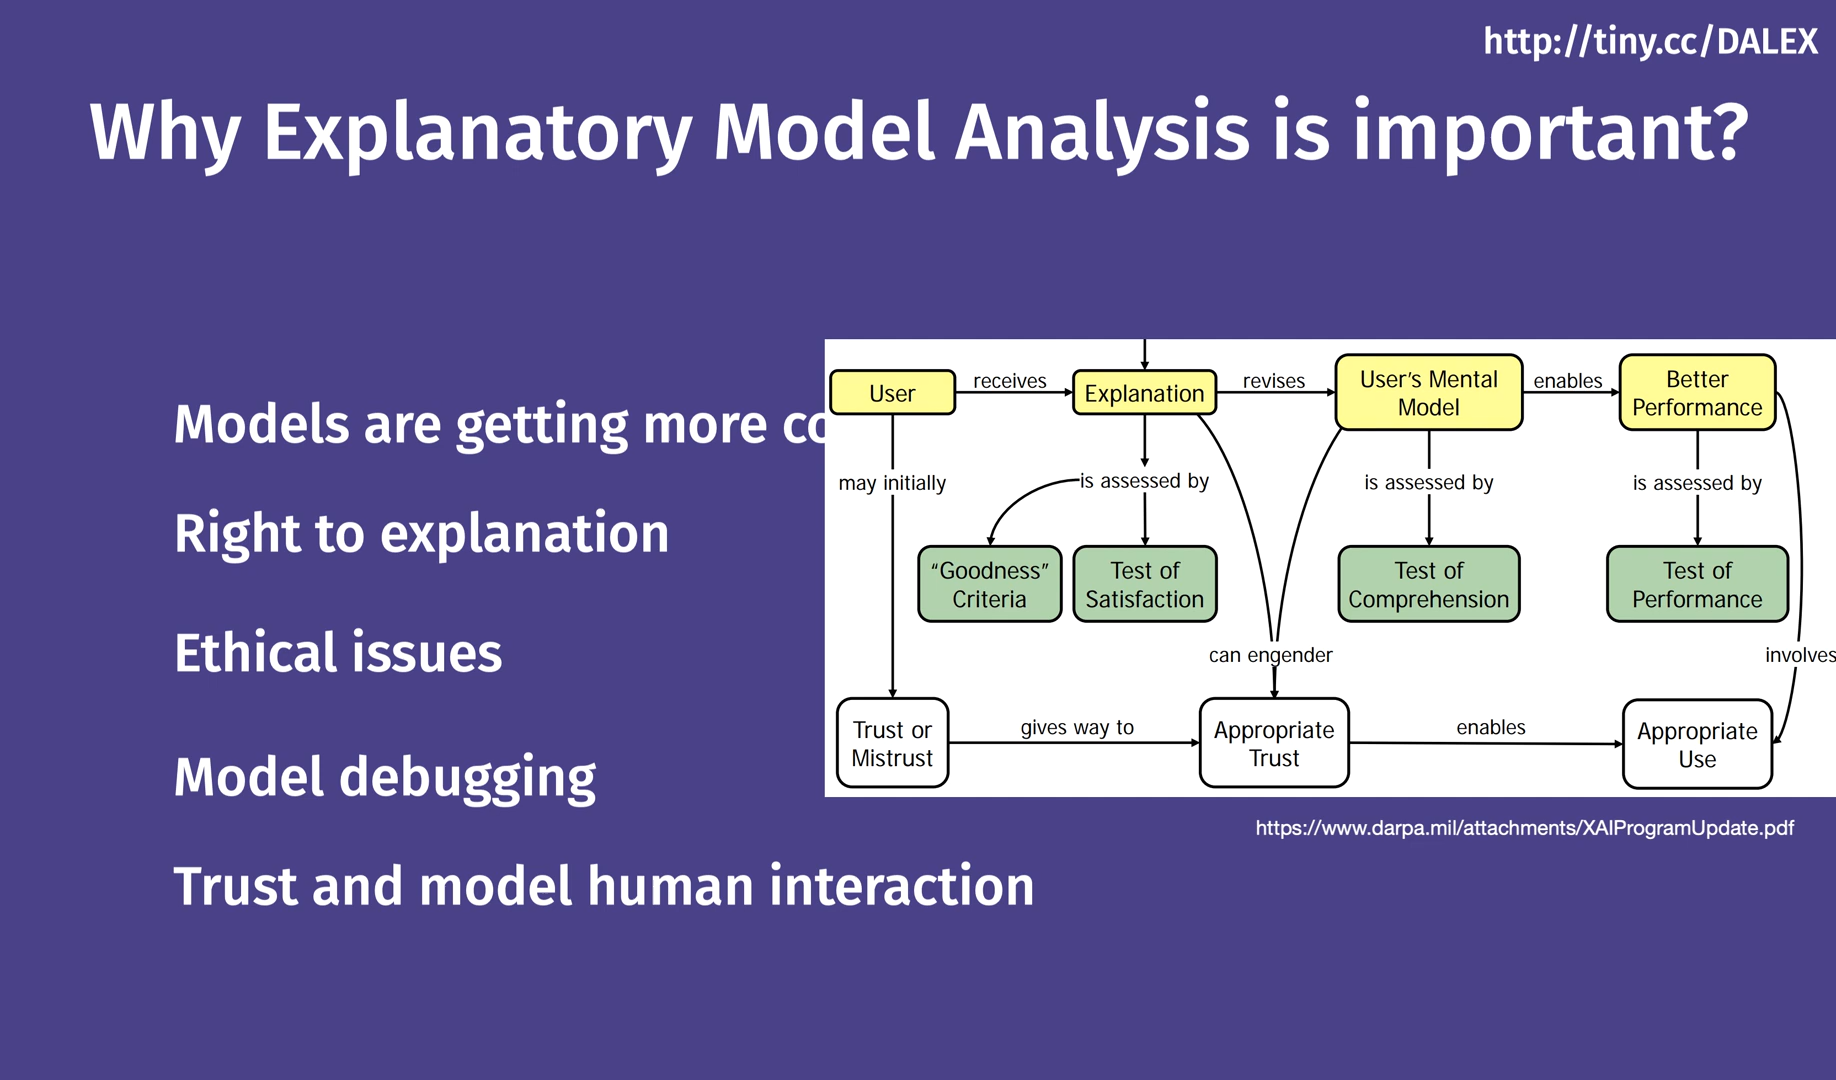 http://tiny.cc/DALEX
Why Explanatory Model Analysis is important?
Models are getting more
Right to explanation
Ethical issues
Model debugging
Trust and model human interaction
User
receives
Explanation
revises
User's Mental
Model
enables
Better
Performance
may initially
is assessed by
is assessed by
is assessed by
“Goodness”
Criteria
Test of
Satisfaction
Test of
Comprehension
Test of
Performance
can engender
involves
Trust or
Mistrust
gives way to
Appropriate
Trust
enables
Appropriate
Use
https://www.darpa.mil/attachments/XAIProgramUpdate.pdf